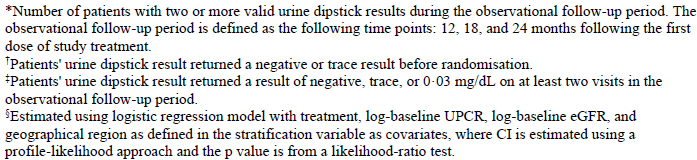 *Number of patients with two or more valid urine dipstick results during the observational follow-up period. The
observational follow-up period is defined as the following time points: 12, 18, and 24 months following the first
dose of study treatment.
†Patients' urine dipstick result returned a negative or trace result before randomisation.
‡Patients' urine dipstick result returned a result of negative, trace, or 0·03 mg/dL on at least two visits in the
observational follow-up period.
§Estimated using logistic regression model with treatment, log-baseline UPCR, log-baseline eGFR, and
geographical region as defined in the stratification variable as covariates, where CI is estimated using a
profile-likelihood approach and the p value is from a likelihood-ratio test.